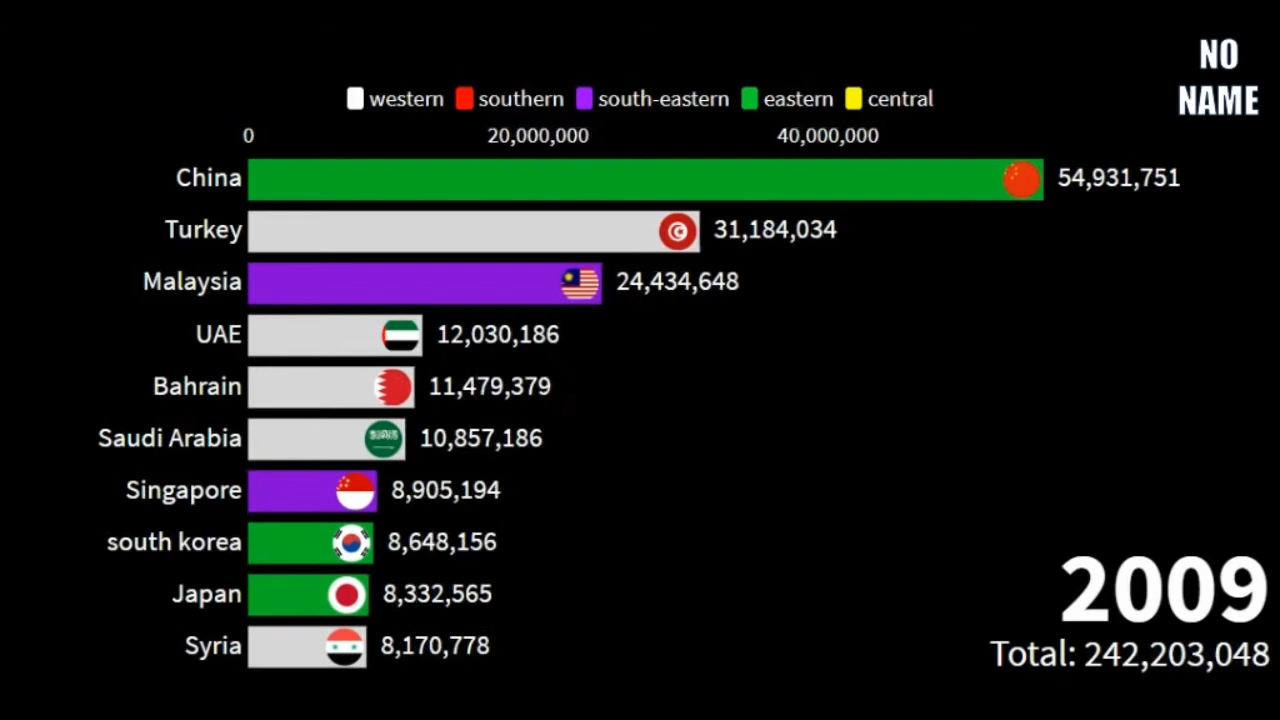 NO
NAME
western southern south-eastern eastern central
0 20,000,000 40,000,000
China 54,931,751
Turkey 31,184,034
Malaysia 24,434,648
UAE 12,030,186
Bahrain 11,479,379
Saudi Arabia 10,857,186
Singapore 8,905,194
south korea 8,648,156
Japan 8,332,565
Syria 8,170,778
2009
Total: 242,203,048